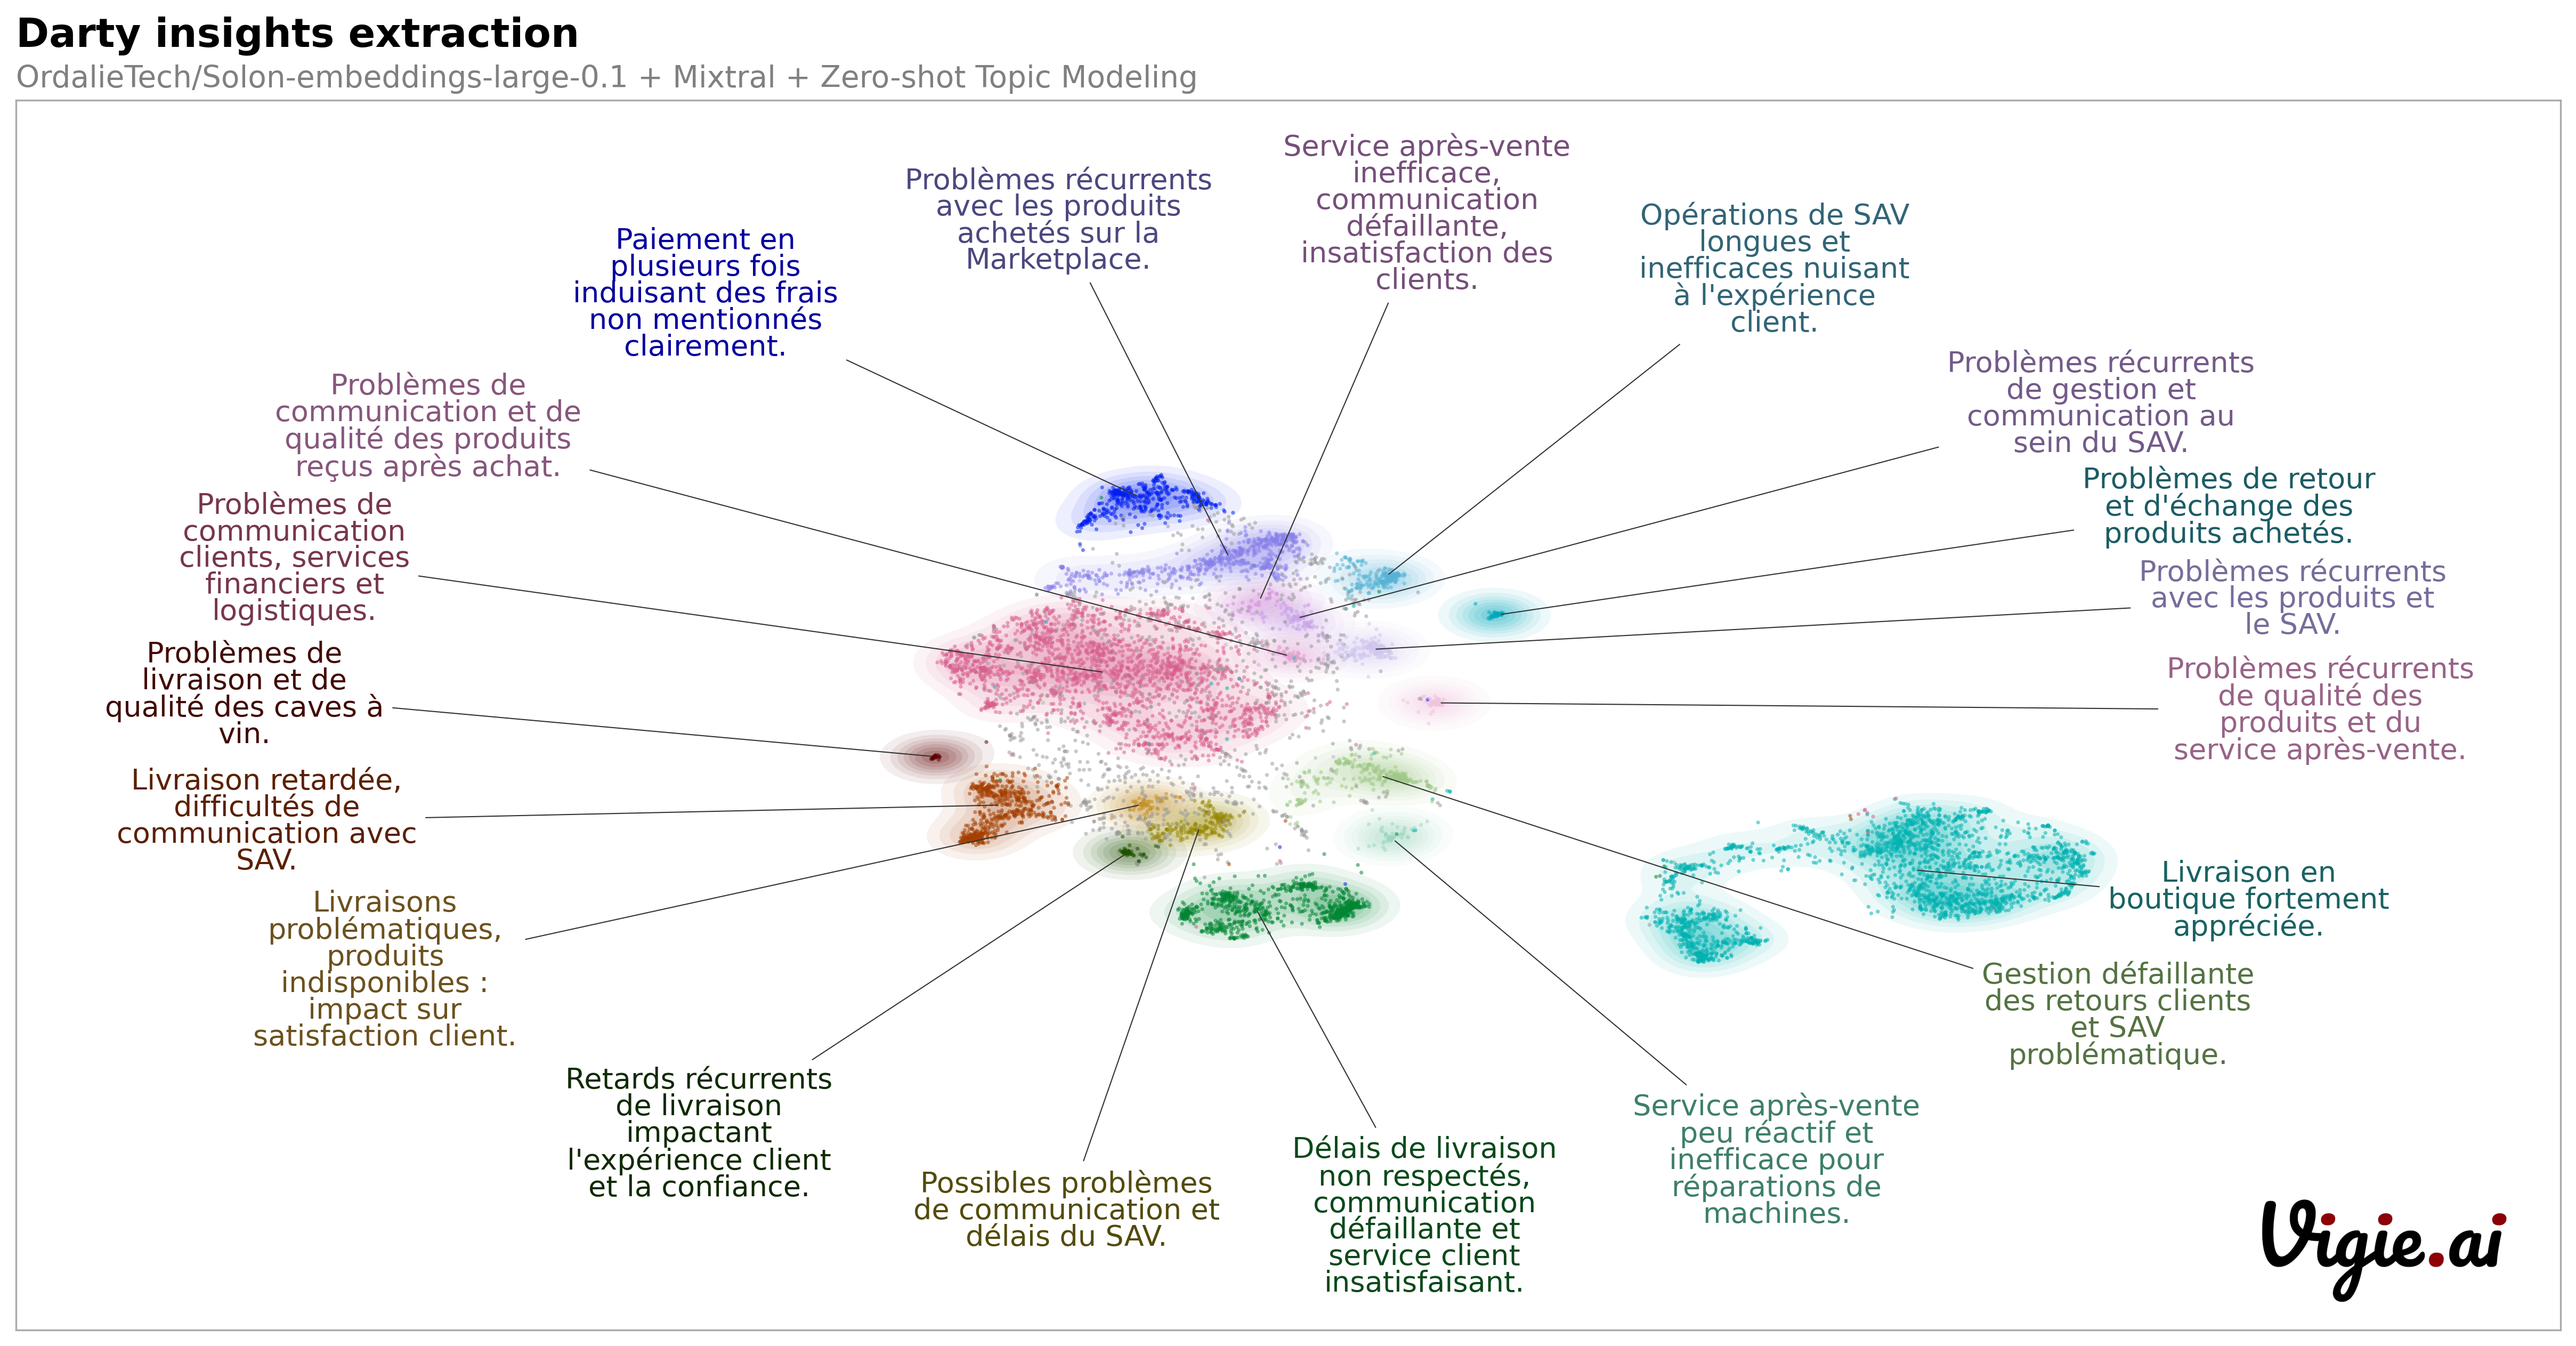 Darty insights extraction
OrdalieTech/Solon-embeddings-large-0.1 + Mixtral + Zero-shot Topic Modeling
Service après-vente
inefficace,
communication
défaillante,
insatisfaction des
clients.
Problèmes récurrents
avec les produits
achetés sur la
Marketplace.
Opérations de SAV
longues et
inefficaces nuisant
à l'expérience
client.
Paiement en
plusieurs fois
induisant des frais
non mentionnés
clairement.
Problèmes récurrents
de gestion et
communication au
sein du SAV.
Problèmes de
communication et de
qualité des produits
reçus après achat.
Problèmes de retour
et d'échange des
produits achetés.
Problèmes de
communication
clients, services
financiers et
logistiques.
Problèmes récurrents
avec les produits et
le SAV.
Problèmes de
livraison et de
qualité des caves à
vin.
Problèmes récurrents
de qualité des
produits et du
service après-vente.
Livraison retardée,
difficultés de
communication avec
SAV.
Livraison en
boutique fortement
appréciée.
Livraisons
problématiques,
produits
indisponibles :
impact sur
satisfaction client.
Gestion défaillante
des retours clients
et SAV
problématique.
Retards récurrents
de livraison
impactant
l'expérience client
et la confiance.
Service après-vente
peu réactif et
inefficace pour
réparations de
machines.
Délais de livraison
non respectés,
communication
défaillante et
service client
insatisfaisant.
Possibles problèmes
de communication et
délais du SAV.
Vigie.ai